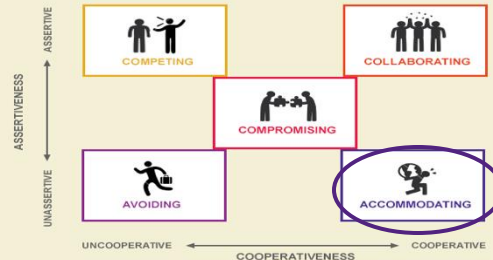 ASSERTIVENESS
ASSERTIVE
UNASSERTIVE
COMPETING
COLLABORATING
COMPROMISING
AVOIDING
ACCOMMODATING
UNCOOPERATIVE
COOPERATIVE
COOPERATIVENESS